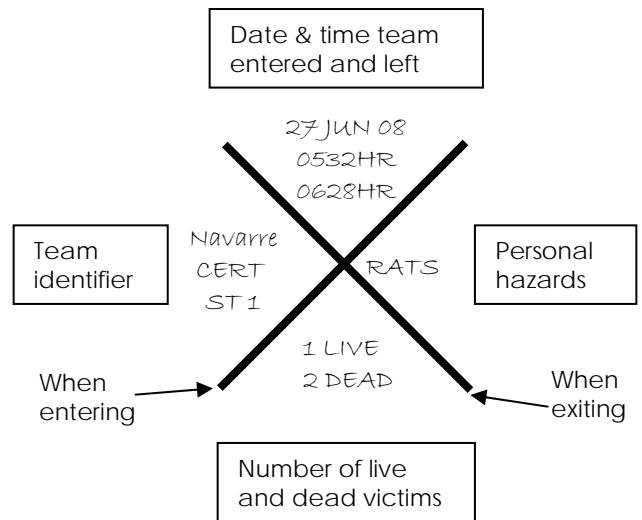 Date & time team
entered and left
27 JUN 08
0532HR
0628HR
Team
identifier
Navarre
CERT
ST 1
RATS
Personal
hazards
1 LIVE
2 DEAD
When
entering
When
exiting
Number of live
and dead victims